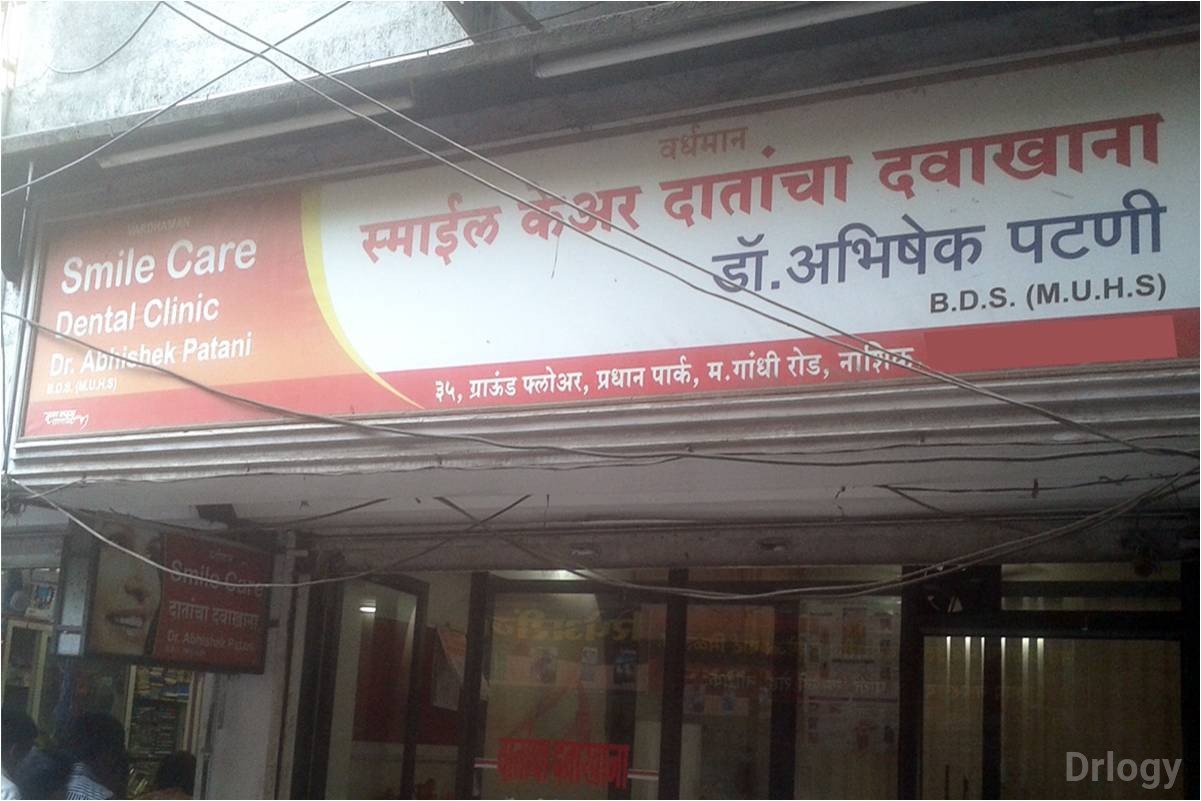 VARDHAMAN
Smile Care
Dental Clinic
Dr. Abhishek Patani
B.D.S. (M.U.H.S)
वर्धमान
स्माईल केअर दातांचा दवाखाना
डॉ.अभिषेक पटणी
B.D.S. (M.U.H.S)
३५, ग्राऊंड फ्लोअर, प्रधान पार्क, म.गांधी रोड, नाशिक
Smile Care
दातांचा दवाखाना
Dr. Abhishek Patani
दातांचा दवाखाना
Drlogy